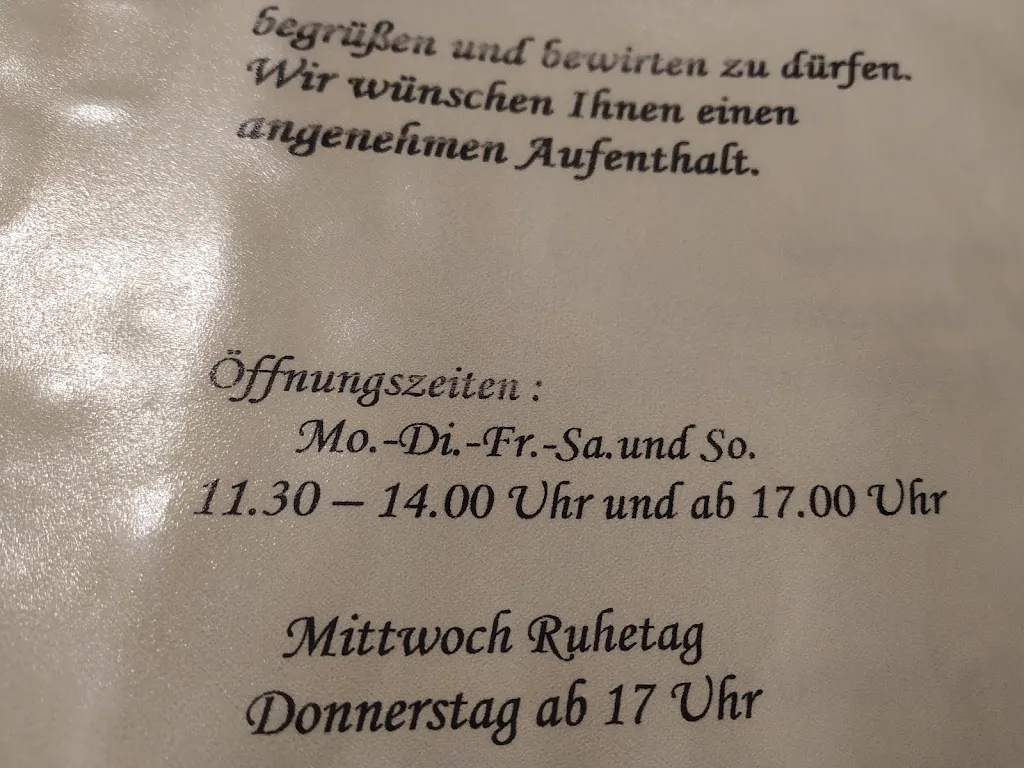 begrüßen und bewirten zu dürfen.
Wir wünschen Ihnen einen
angenehmen Aufenthalt.
Öffnungszeiten :
Mo.-Di.-Fr.-Sa.und So.
11.30 – 14.00 Uhr und ab 17.00 Uhr
Mittwoch Ruhetag
Donnerstag ab 17 Uhr